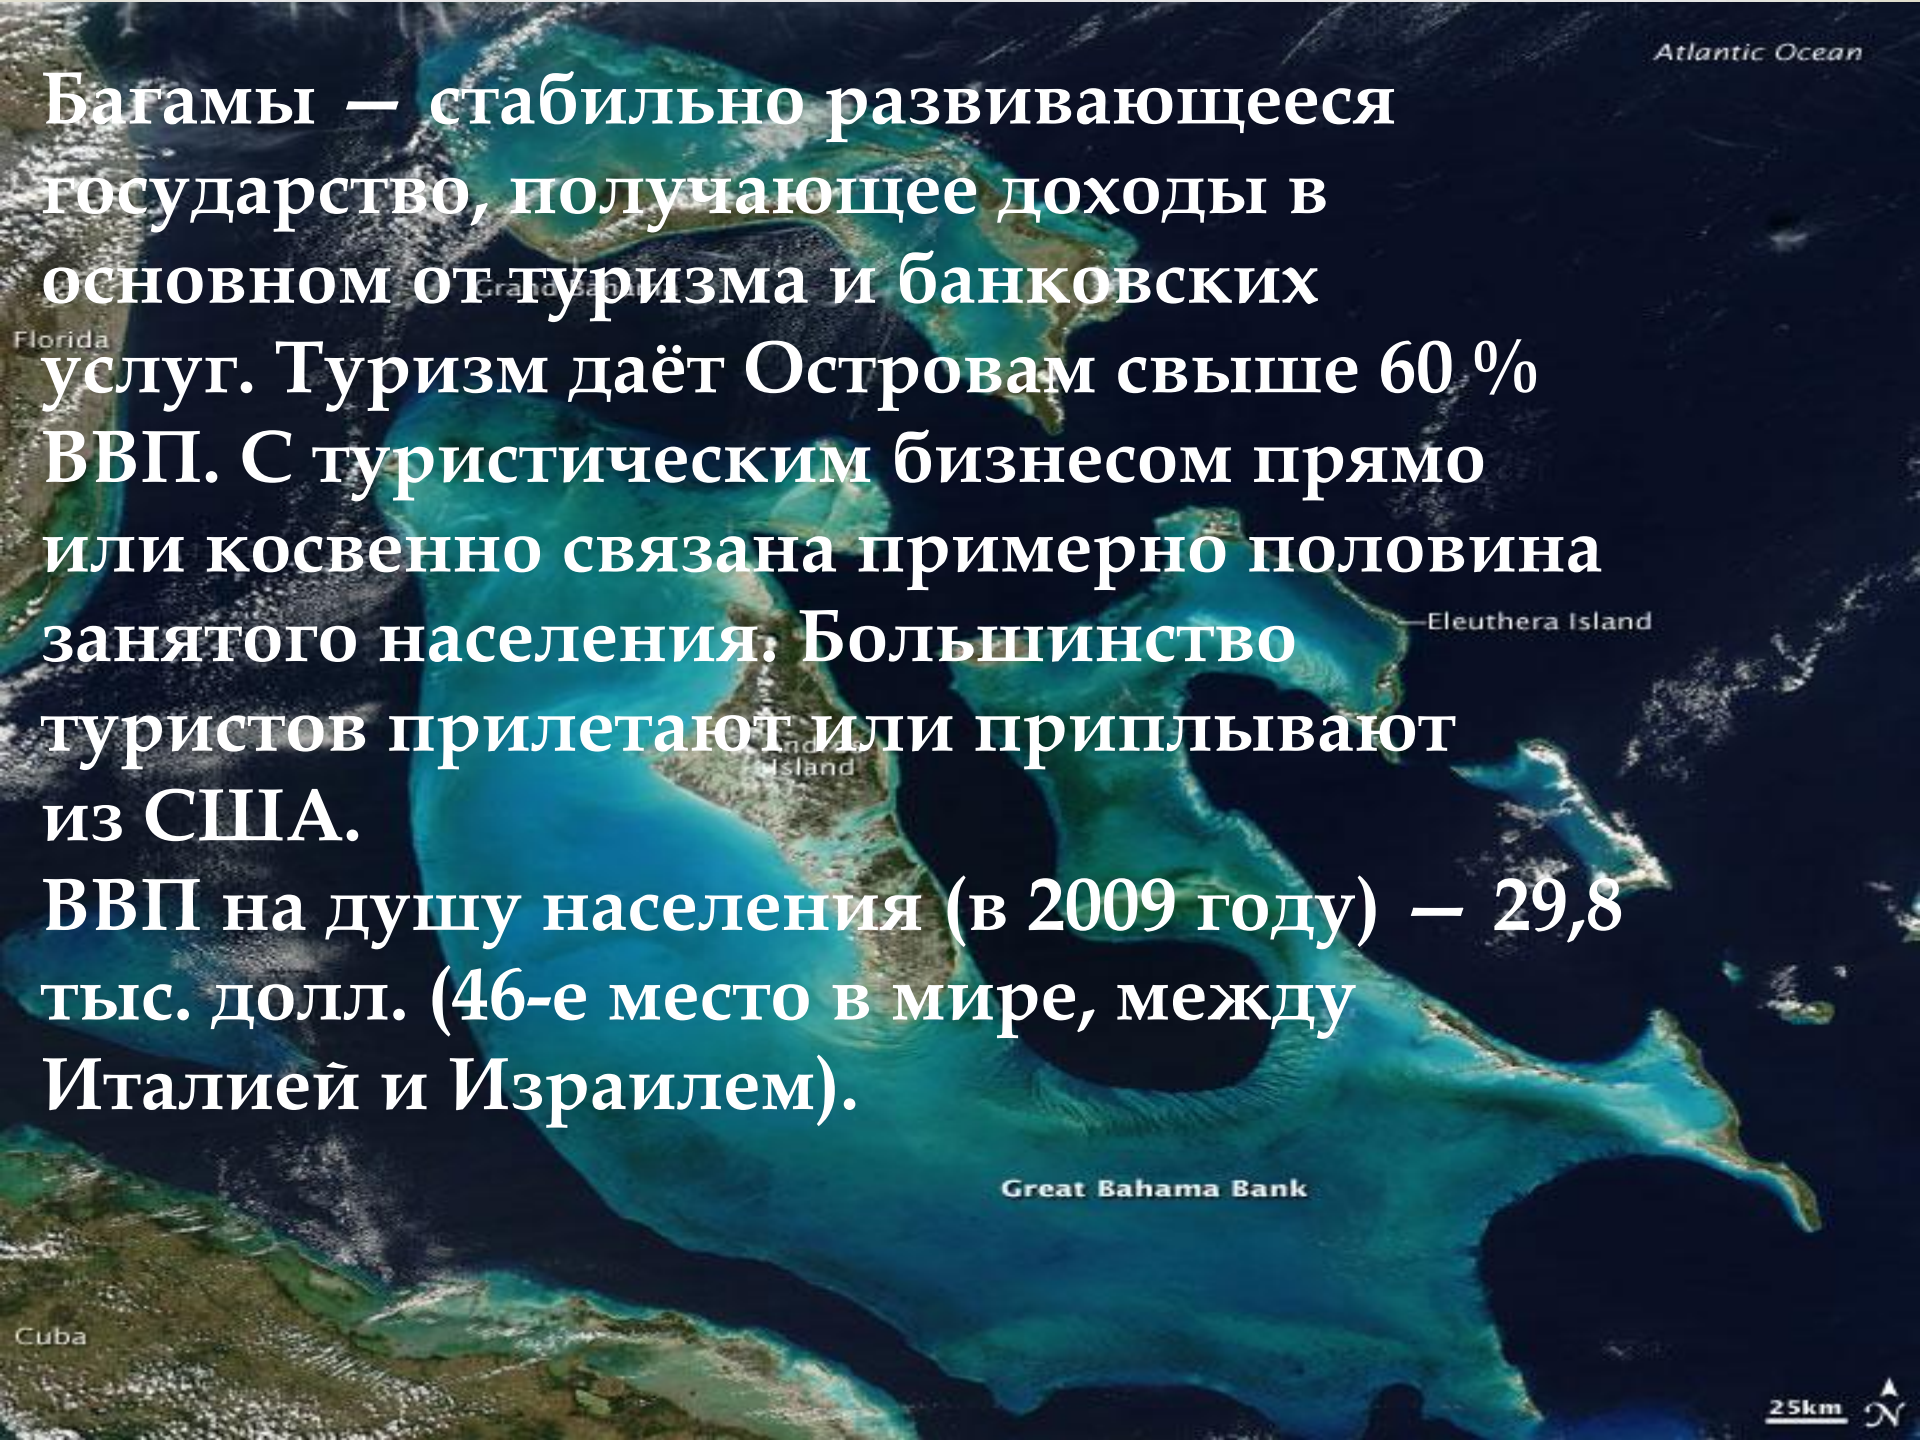 Atlantic Ocean
Багамы — стабильно развивающееся
государство, получающее доходы в
основном от туризма и банковских
Grand Bahama
Florida
услуг. Туризм даёт Островам свыше 60 %
ВВП. С туристическим бизнесом прямо
или косвенно связана примерно половина
Eleuthera Island
занятого населения. Большинство
туристов прилетают или приплывают
Island
из США.
ВВП на душу населения (в 2009 году) — 29,8
тыс. долл. (46-е место в мире, между
Италией и Израилем).
Great Bahama Bank
Cuba
25km
N